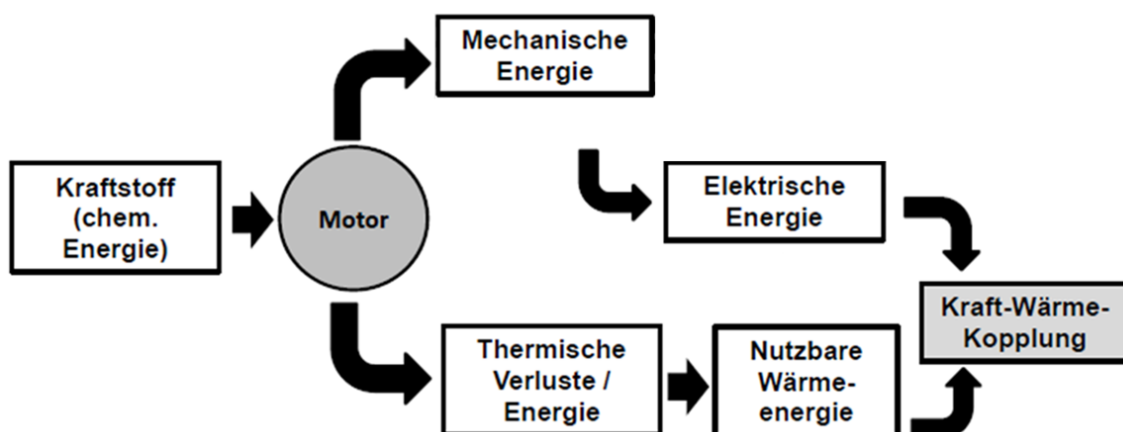 Mechanische
Energie
Kraftstoff
(chem.
Energie)
Motor
Elektrische
Energie
Kraft-Wärme-
Kopplung
Thermische
Verluste /
Energie
Nutzbare
Wärme-
energie